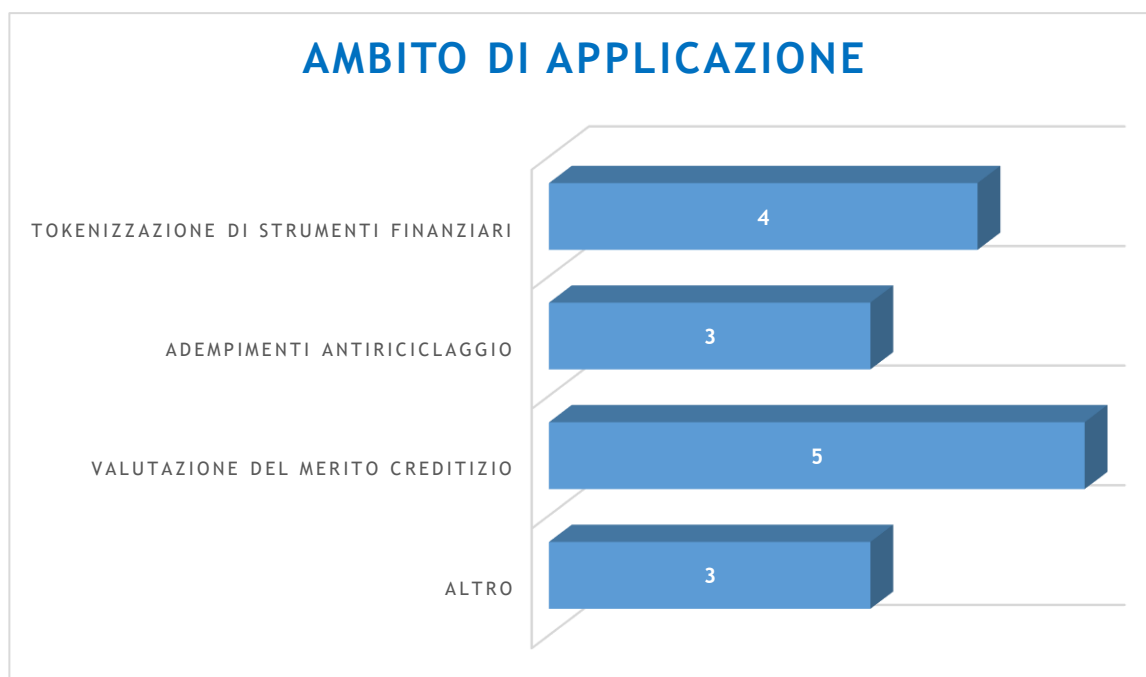 AMBITO DI APPLICAZIONE
TOKENIZZAZIONE DI STRUMENTI FINANZIARI
4
ADEMPIMENTI ANTIRICICLAGGIO
3
VALUTAZIONE DEL MERITO CREDITIZIO
5
ALTRO
3